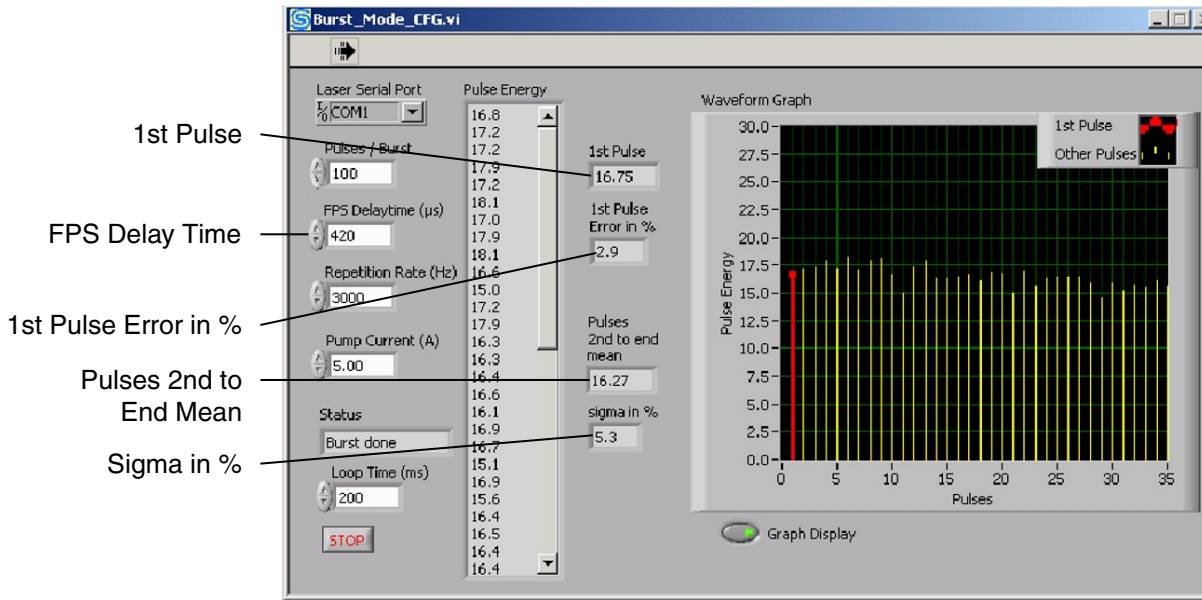 Burst_Mode_CFG.vi
1st Pulse
FPS Delay Time
1st Pulse Error in %
Pulses 2nd to
End Mean
Sigma in %
Laser Serial Port
COM1
Pulses / Burst
100
FPS Delaytime (µs)
420
Repetition Rate (Hz)
3000
Pump Current (A)
5.00
Status
Burst done
Loop Time (ms)
200
STOP
Pulse Energy
16.8
17.2
17.2
17.9
17.2
18.1
17.0
17.9
18.1
16.6
15.0
17.2
17.9
16.3
16.3
16.4
16.6
16.1
16.9
16.7
15.1
16.9
15.6
16.4
16.5
16.4
16.4
1st Pulse
16.75
1st Pulse
Error in %
2.9
Pulses
2nd to end
mean
16.27
sigma in %
5.3
Waveform Graph
1st Pulse
Other Pulses
Pulse Energy
30.0
27.5
25.0
22.5
20.0
17.5
15.0
12.5
10.0
7.5
5.0
2.5
0.0
0 5 10 15 20 25 30 35
Pulses
Graph Display